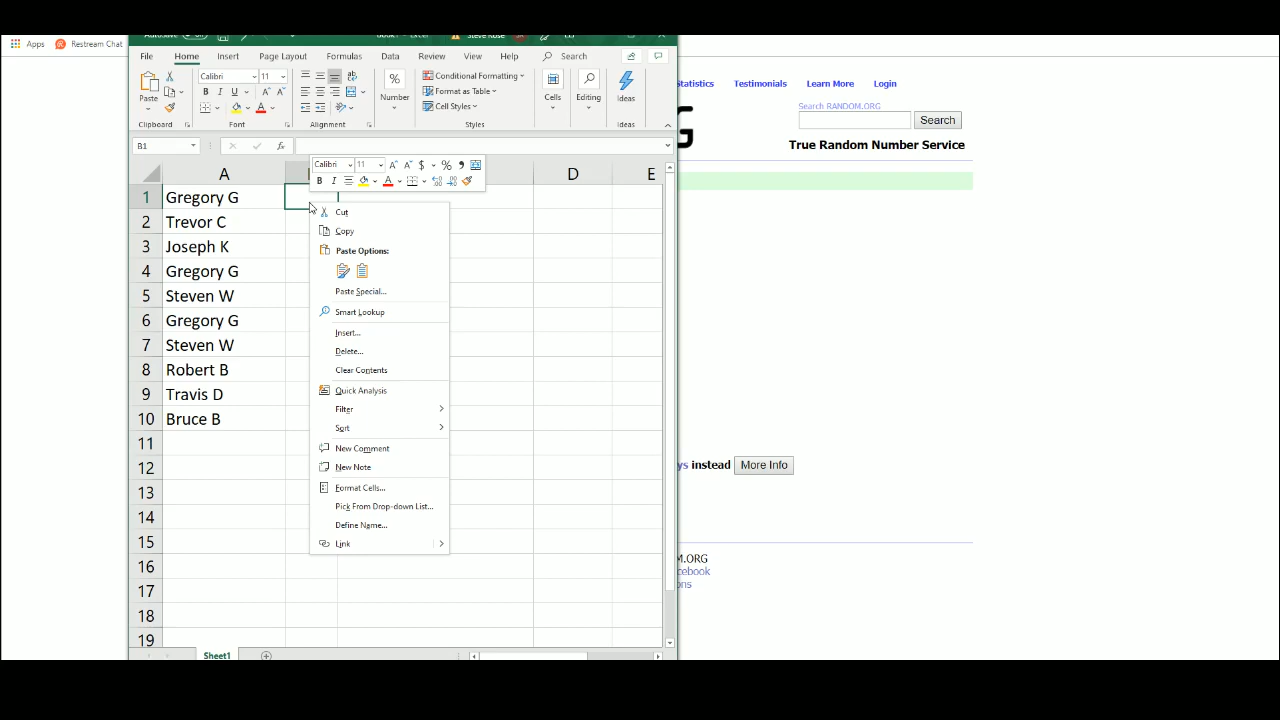 Apps Restream Chat
File Home Insert Page Layout Formulas Data Review View Help Search
Calibri 11
Conditional Formatting
Format as Table
Cell Styles
Paste
B I U
Number
Cells
Editing
Ideas
Clipboard Font Alignment Styles Ideas
B1
fx
Calibri 11
$ % ,
B I
A D E
1 Gregory G
2 Trevor C
3 Joseph K
4 Gregory G
5 Steven W
6 Gregory G
7 Steven W
8 Robert B
9 Travis D
10 Bruce B
11
12
13
14
15
16
17
18
19
Cut
Copy
Paste Options:
Paste Special...
Smart Lookup
Insert...
Delete...
Clear Contents
Quick Analysis
Filter
Sort
New Comment
New Note
Format Cells...
Pick From Drop-down List...
Define Name...
Link
Sheet1
Testimonials Learn More Login
Search RANDOM.ORG
Search
G
True Random Number Service
instead More Info